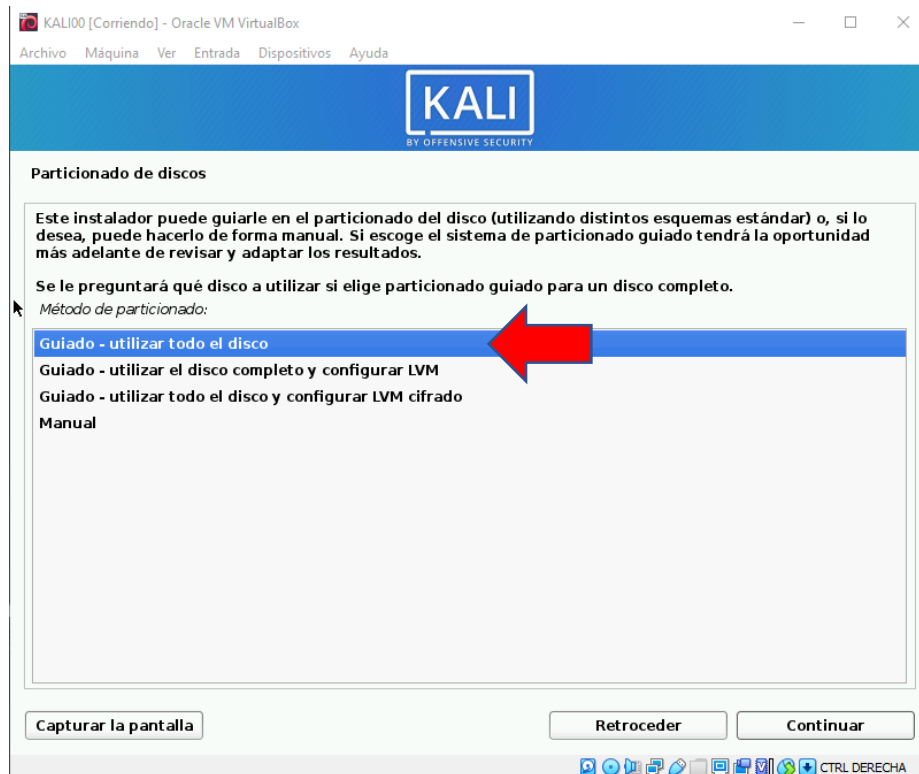 KALI00 [Corriendo] - Oracle VM VirtualBox
Archivo Máquina Ver Entrada Dispositivos Ayuda
KALI
BY OFFENSIVE SECURITY
Particionado de discos
Este instalador puede guiarle en el particionado del disco (utilizando distintos esquemas estándar) o, si lo
desea, puede hacerlo de forma manual. Si escoge el sistema de particionado guiado tendrá la oportunidad
más adelante de revisar y adaptar los resultados.
Se le preguntará qué disco a utilizar si elige particionado guiado para un disco completo.
Método de particionado:
Guiado - utilizar todo el disco
Guiado - utilizar el disco completo y configurar LVM
Guiado - utilizar todo el disco y configurar LVM cifrado
Manual
Capturar la pantalla
Retroceder
Continuar
CTRL DERECHA